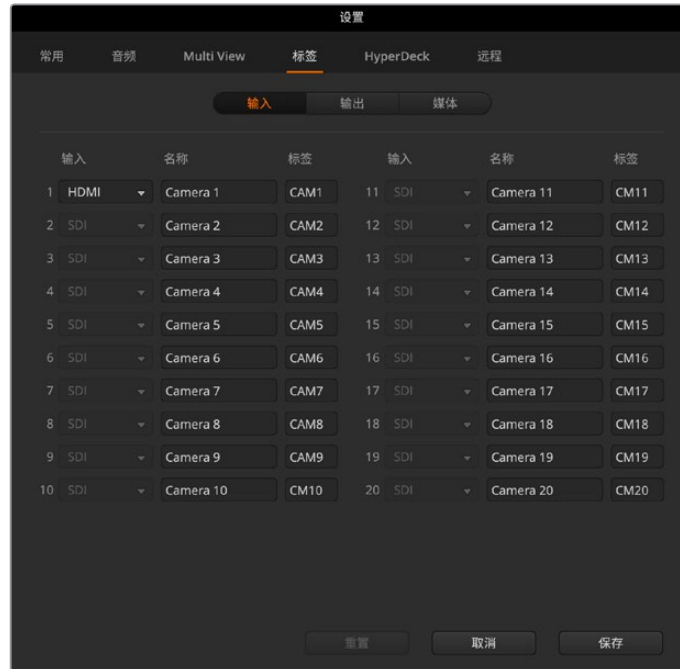 设置
常用 音频 Multi View 标签 HyperDeck 远程
输入 输出 媒体
输入 名称 标签 输入 名称 标签
1 HDMI Camera 1 CAM1 11 SDI Camera 11 CM11
2 SDI Camera 2 CAM2 12 SDI Camera 12 CM12
3 SDI Camera 3 CAM3 13 SDI Camera 13 CM13
4 SDI Camera 4 CAM4 14 SDI Camera 14 CM14
5 SDI Camera 5 CAM5 15 SDI Camera 15 CM15
6 SDI Camera 6 CAM6 16 SDI Camera 16 CM16
7 SDI Camera 7 CAM7 17 SDI Camera 17 CM17
8 SDI Camera 8 CAM8 18 SDI Camera 18 CM18
9 SDI Camera 9 CAM9 19 SDI Camera 19 CM19
10 SDI Camera 10 CM10 20 SDI Camera 20 CM20
重置 取消 保存